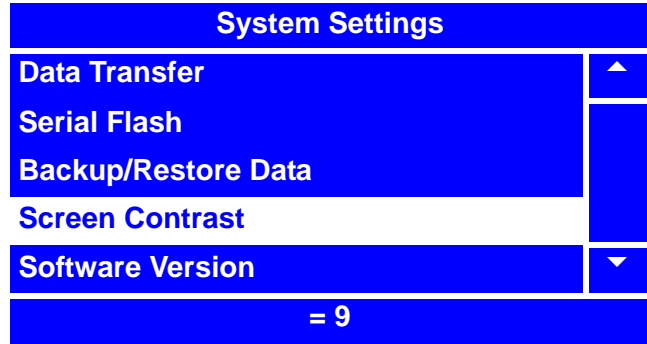 System Settings
Data Transfer
Serial Flash
Backup/Restore Data
Screen Contrast
Software Version
= 9